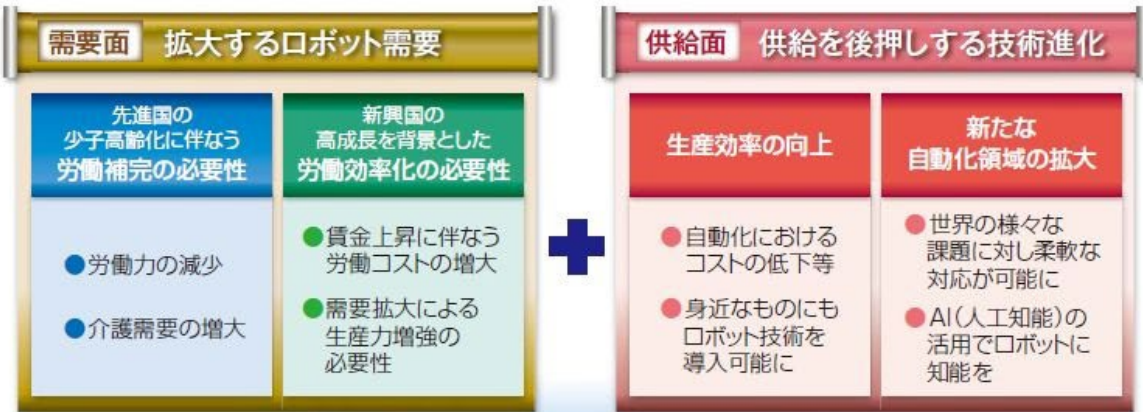 需要面 拡大するロボット需要
先進国の
少子高齢化に伴なう
労働補完の必要性
●労働力の減少
●介護需要の増大
新興国の
高成長を背景とした
労働効率化の必要性
●賃金上昇に伴なう
労働コストの増大
●需要拡大による
生産力増強の
必要性
供給面 供給を後押しする技術進化
生産効率の向上
●自動化における
コストの低下等
●身近なものにも
ロボット技術を
導入可能に
新たな
自動化領域の拡大
●世界の様々な
課題に対し柔軟な
対応が可能に
●AI(人工知能)の
活用でロボットに
知能を